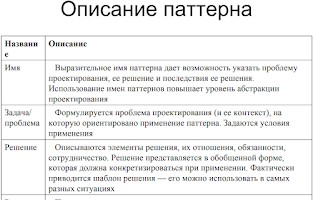 Описание паттерна
Названи
е
Описание
Имя
Выразительное имя паттерна дает возможность указать проблему
проектирования, ее решение и последствия ее решения.
Использование имен паттернов повышает уровень абстракции
проектирования
Задача/
проблема
Формулируется проблема проектирования (и ее контекст), на
которую ориентировано применение паттерна. Задаются условия
применения
Решение
Описываются элементы решения, их отношения, обязанности,
сотрудничество. Решение представляется в обобщенной форме,
которая должна конкретизироваться при применении. Фактически
приводится шаблон решения — его можно использовать в самых
разных ситуациях